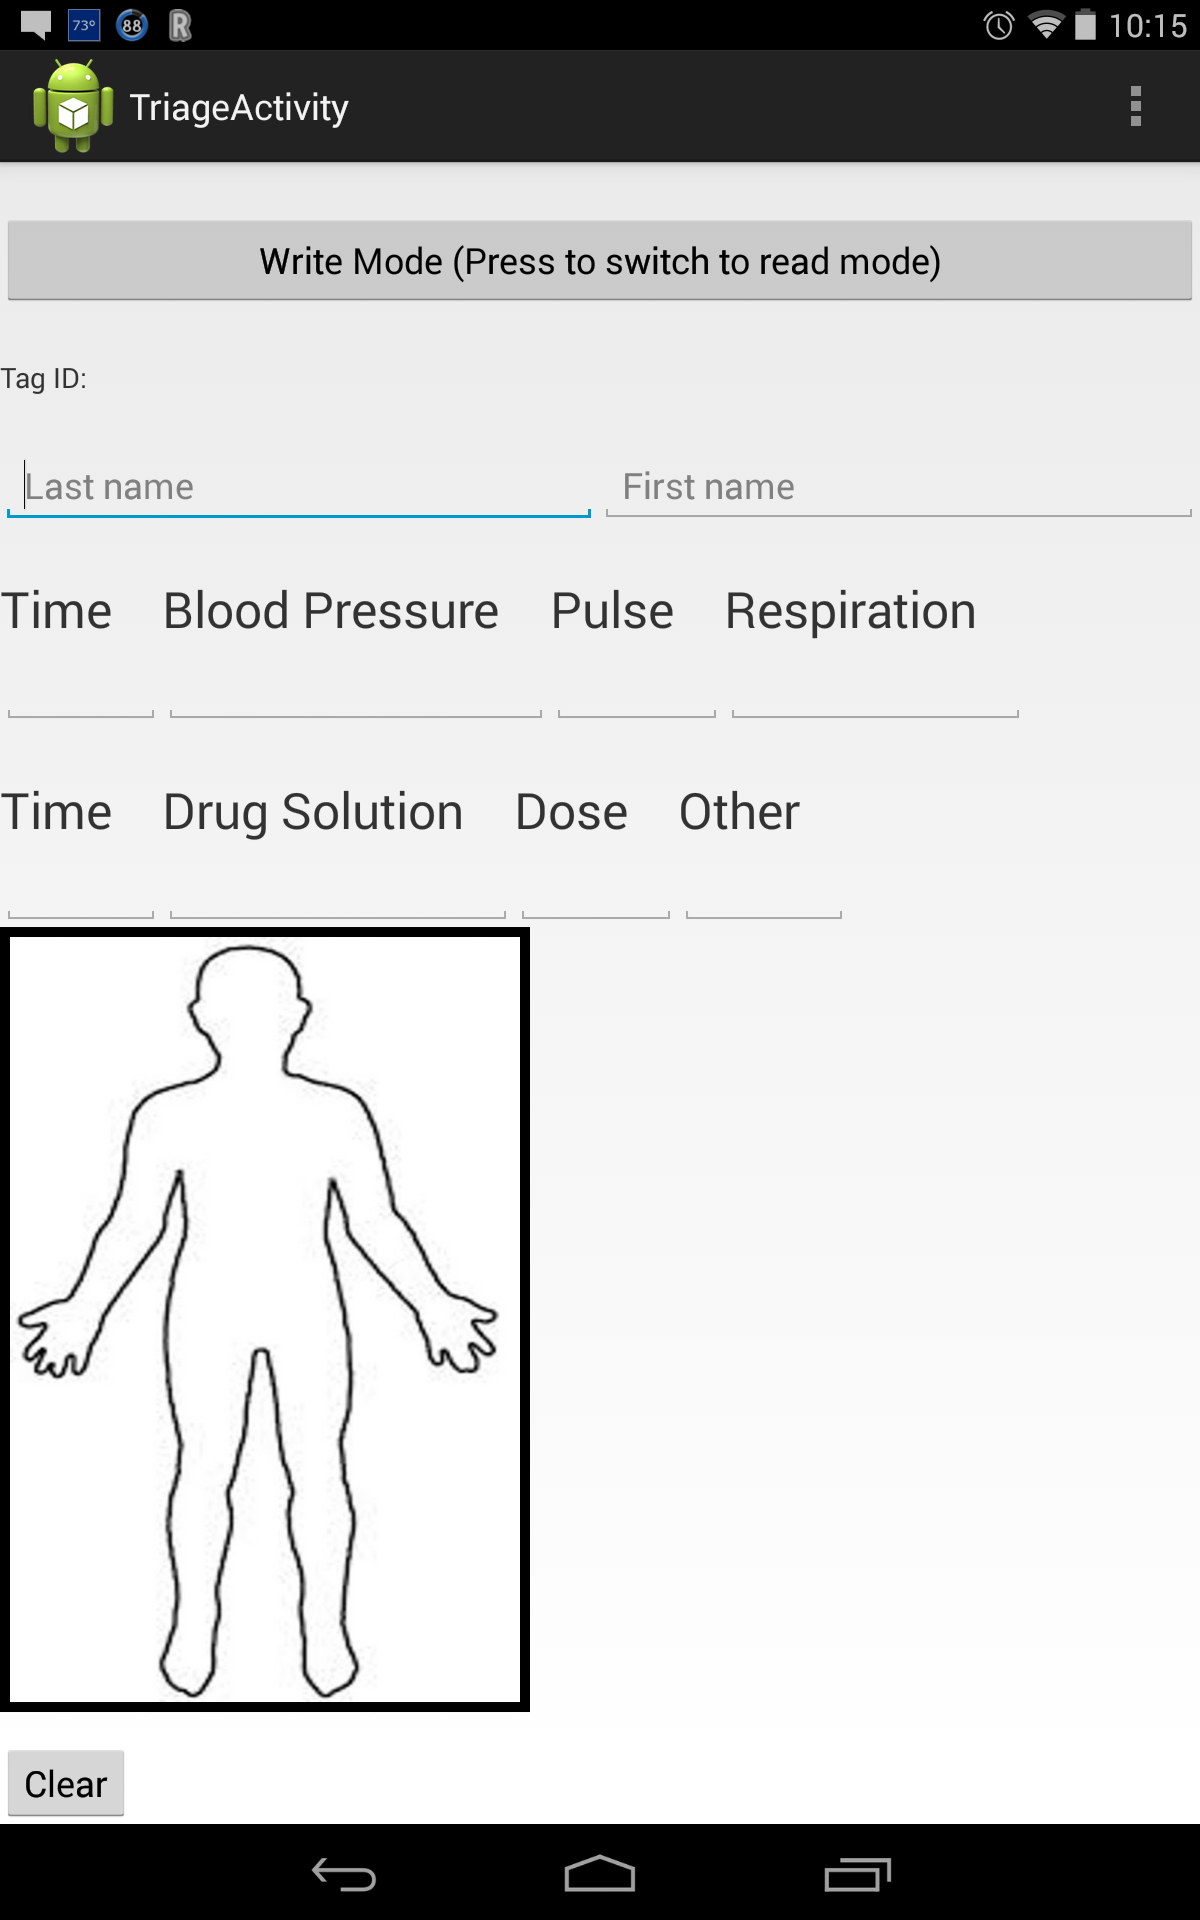 73° 88 R 10:15
TriageActivity
Write Mode (Press to switch to read mode)
Tag ID:
Last name First name
Time Blood Pressure Pulse Respiration
Time Drug Solution Dose Other
Clear